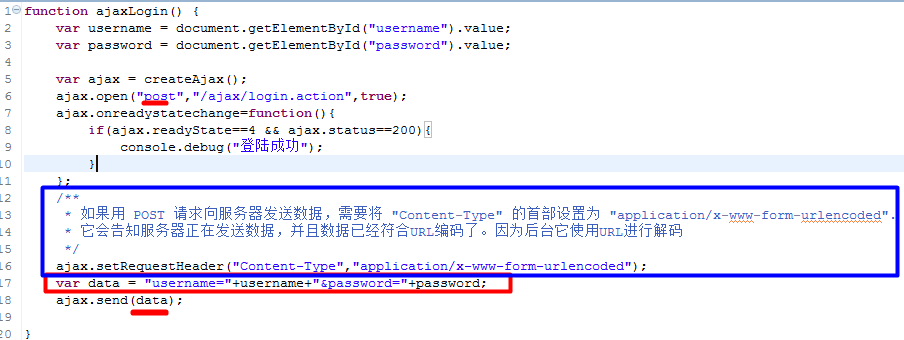 1 function ajaxLogin() {
2 var username = document.getElementById("username").value;
3 var password = document.getElementById("password").value;
4
5 var ajax = createAjax();
6 ajax.open("post","/ajax/login.action",true);
7 ajax.onreadystatechange=function(){
8 if(ajax.readyState==4 && ajax.status==200){
9 console.debug("登陆成功");
10 }
11 };
12 /**
13 * 如果用 POST 请求向服务器发送数据，需要将 "Content-Type" 的首部设置为 "application/x-www-form-urlencoded".
14 * 它会告知服务器正在发送数据，并且数据已经符合URL编码了。因为后台它使用URL进行解码
15 */
16 ajax.setRequestHeader("Content-Type","application/x-www-form-urlencoded");
17 var data = "username="+username+"&password="+password;
18 ajax.send(data);
19
20 }